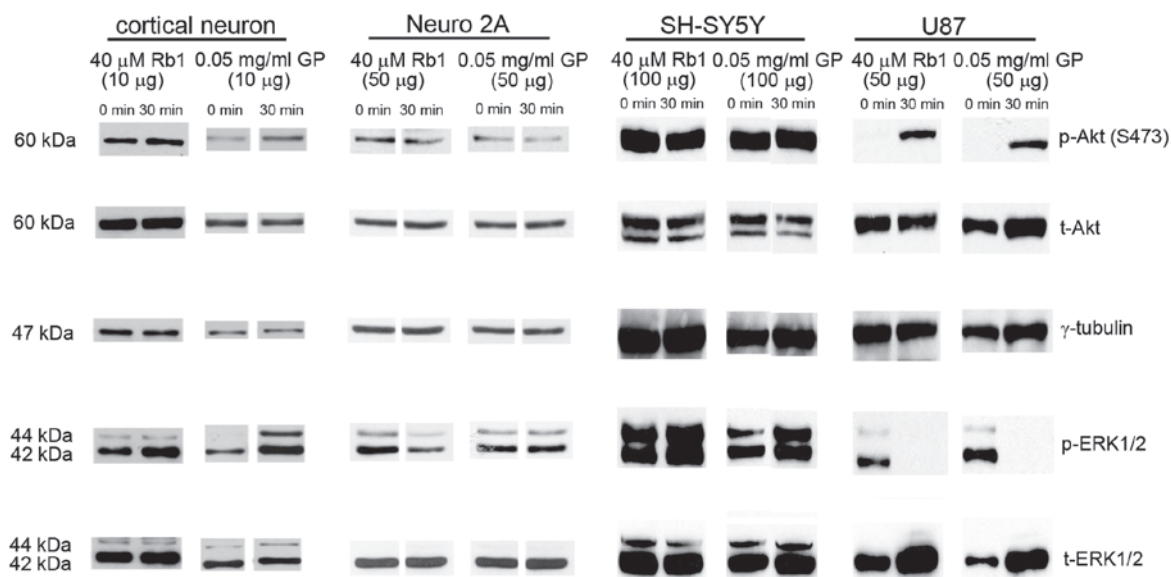 cortical neuron Neuro 2A SH-SY5Y U87
40 μM Rb1 0.05 mg/ml GP 40 μM Rb1 0.05 mg/ml GP 40 μM Rb1 0.05 mg/ml GP 40 μM Rb1 0.05 mg/ml GP
(10 μg) (10 μg) (50 μg) (50 μg) (100 μg) (100 μg) (50 μg) (50 μg)
0 min 30 min 0 min 30 min 0 min 30 min 0 min 30 min 0 min 30 min 0 min 30 min 0 min 30 min 0 min 30 min
60 kDa p-Akt (S473)
60 kDa t-Akt
47 kDa γ-tubulin
44 kDa
42 kDa p-ERK1/2
44 kDa
42 kDa t-ERK1/2